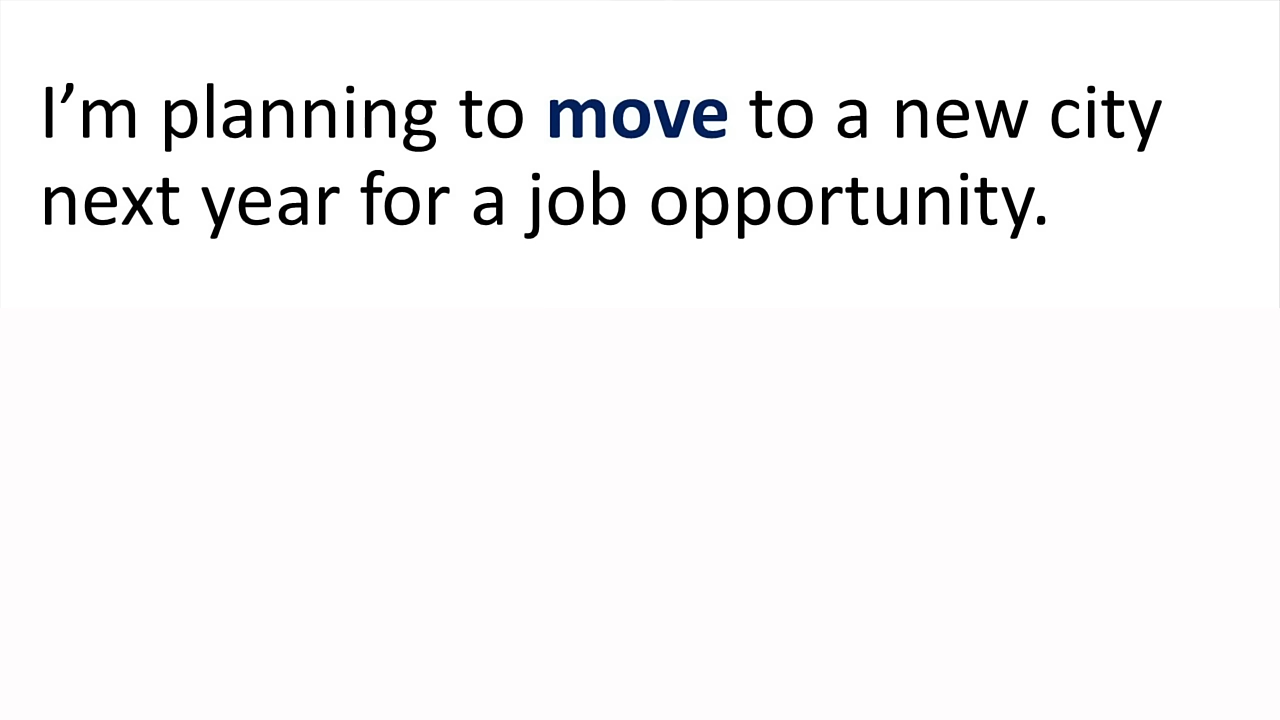 I’m planning to move to a new city
next year for a job opportunity.